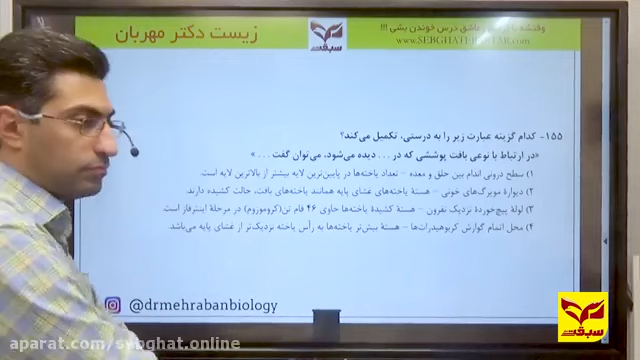 زیست دکتر مهربان
سبقت
عاشق درس خوندن بشی !!!
www.SEBGHATE
.com
۱۵۵- کدام گزینه عبارت زیر را به درستی، تکمیل می‌کند؟
«در ارتباط با نوعی بافت پوششی که در ... دیده می‌شود، می‌توان گفت ... »
۱) سطح درونی اندام بین حلق و معده - تعداد یاخته‌ها در پایین‌ترین لایه بیشتر از بالاترین لایه است.
۲) دیوارهٔ مویرگ‌های خونی - هستهٔ یاخته‌های غشای پایه همانند یاخته‌های بافت، حالت کشیده دارند.
۳) لولهٔ پیچ‌خوردهٔ نزدیک نفرون - هستهٔ کشیدهٔ یاخته‌ها حاوی ۴۶ فام تن(کروموزوم) در مرحلهٔ اینترفاز است.
۴) محل اتمام گوارش کربوهیدرات‌ها - هستهٔ بیش‌تر یاخته‌ها به رأس یاخته نزدیک‌تر از غشای پایه می‌باشد.
@drmehrabanbiology
سبقت
aparat.com/sebghat.online